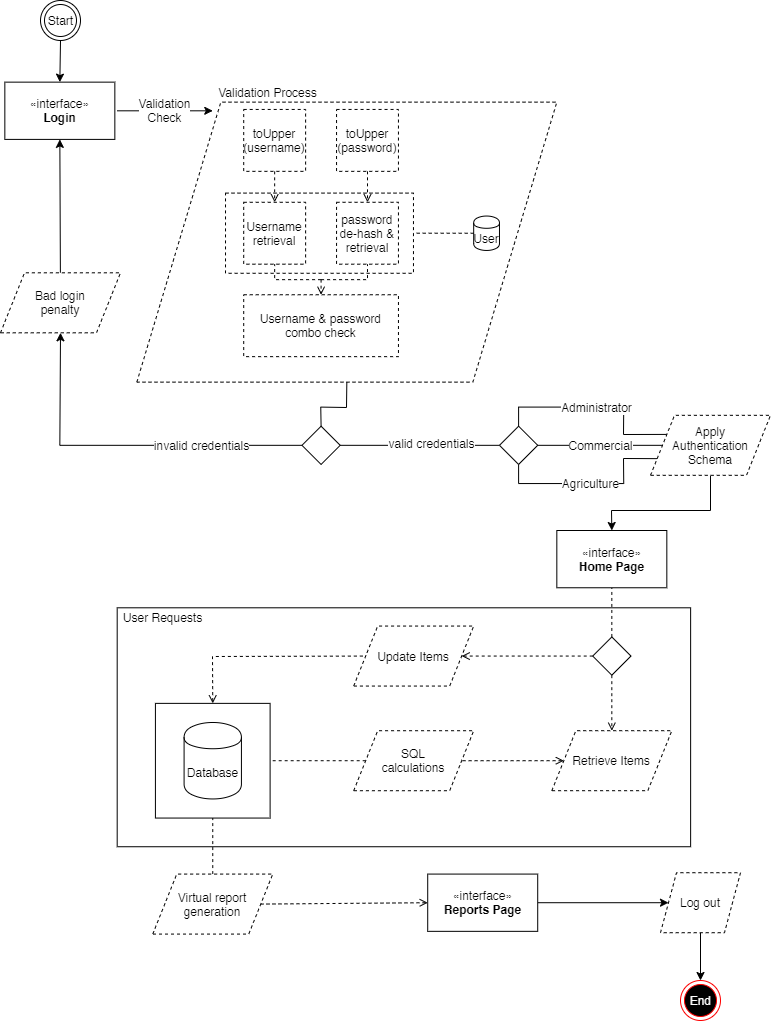 Start
«interface»
Login
Validation
Check
Validation Process
toUpper
(username)
toUpper
(password)
Username
retrieval
password
de-hash &
retrieval
User
Username & password
combo check
Bad login
penalty
invalid credentials
valid credentials
Administrator
Commercial
Agriculture
Apply
Authentication
Schema
«interface»
Home Page
User Requests
Update Items
Database
SQL
calculations
Retrieve Items
Virtual report
generation
«interface»
Reports Page
Log out
End